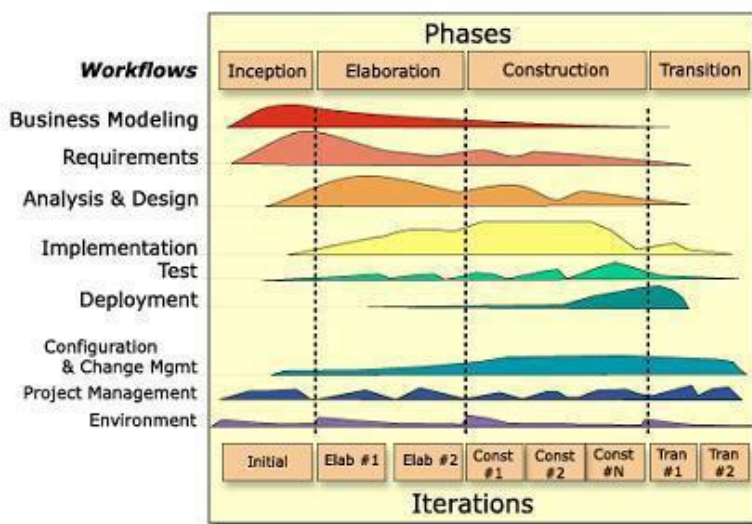 Phases
Workflows
Inception
Elaboration
Construction
Transition
Business Modeling
Requirements
Analysis & Design
Implementation
Test
Deployment
Configuration
& Change Mgmt
Project Management
Environment
Initial
Elab #1
Elab #2
Const
#1
Const
#2
Const
#N
Tran
#1
Tran
#2
Iterations